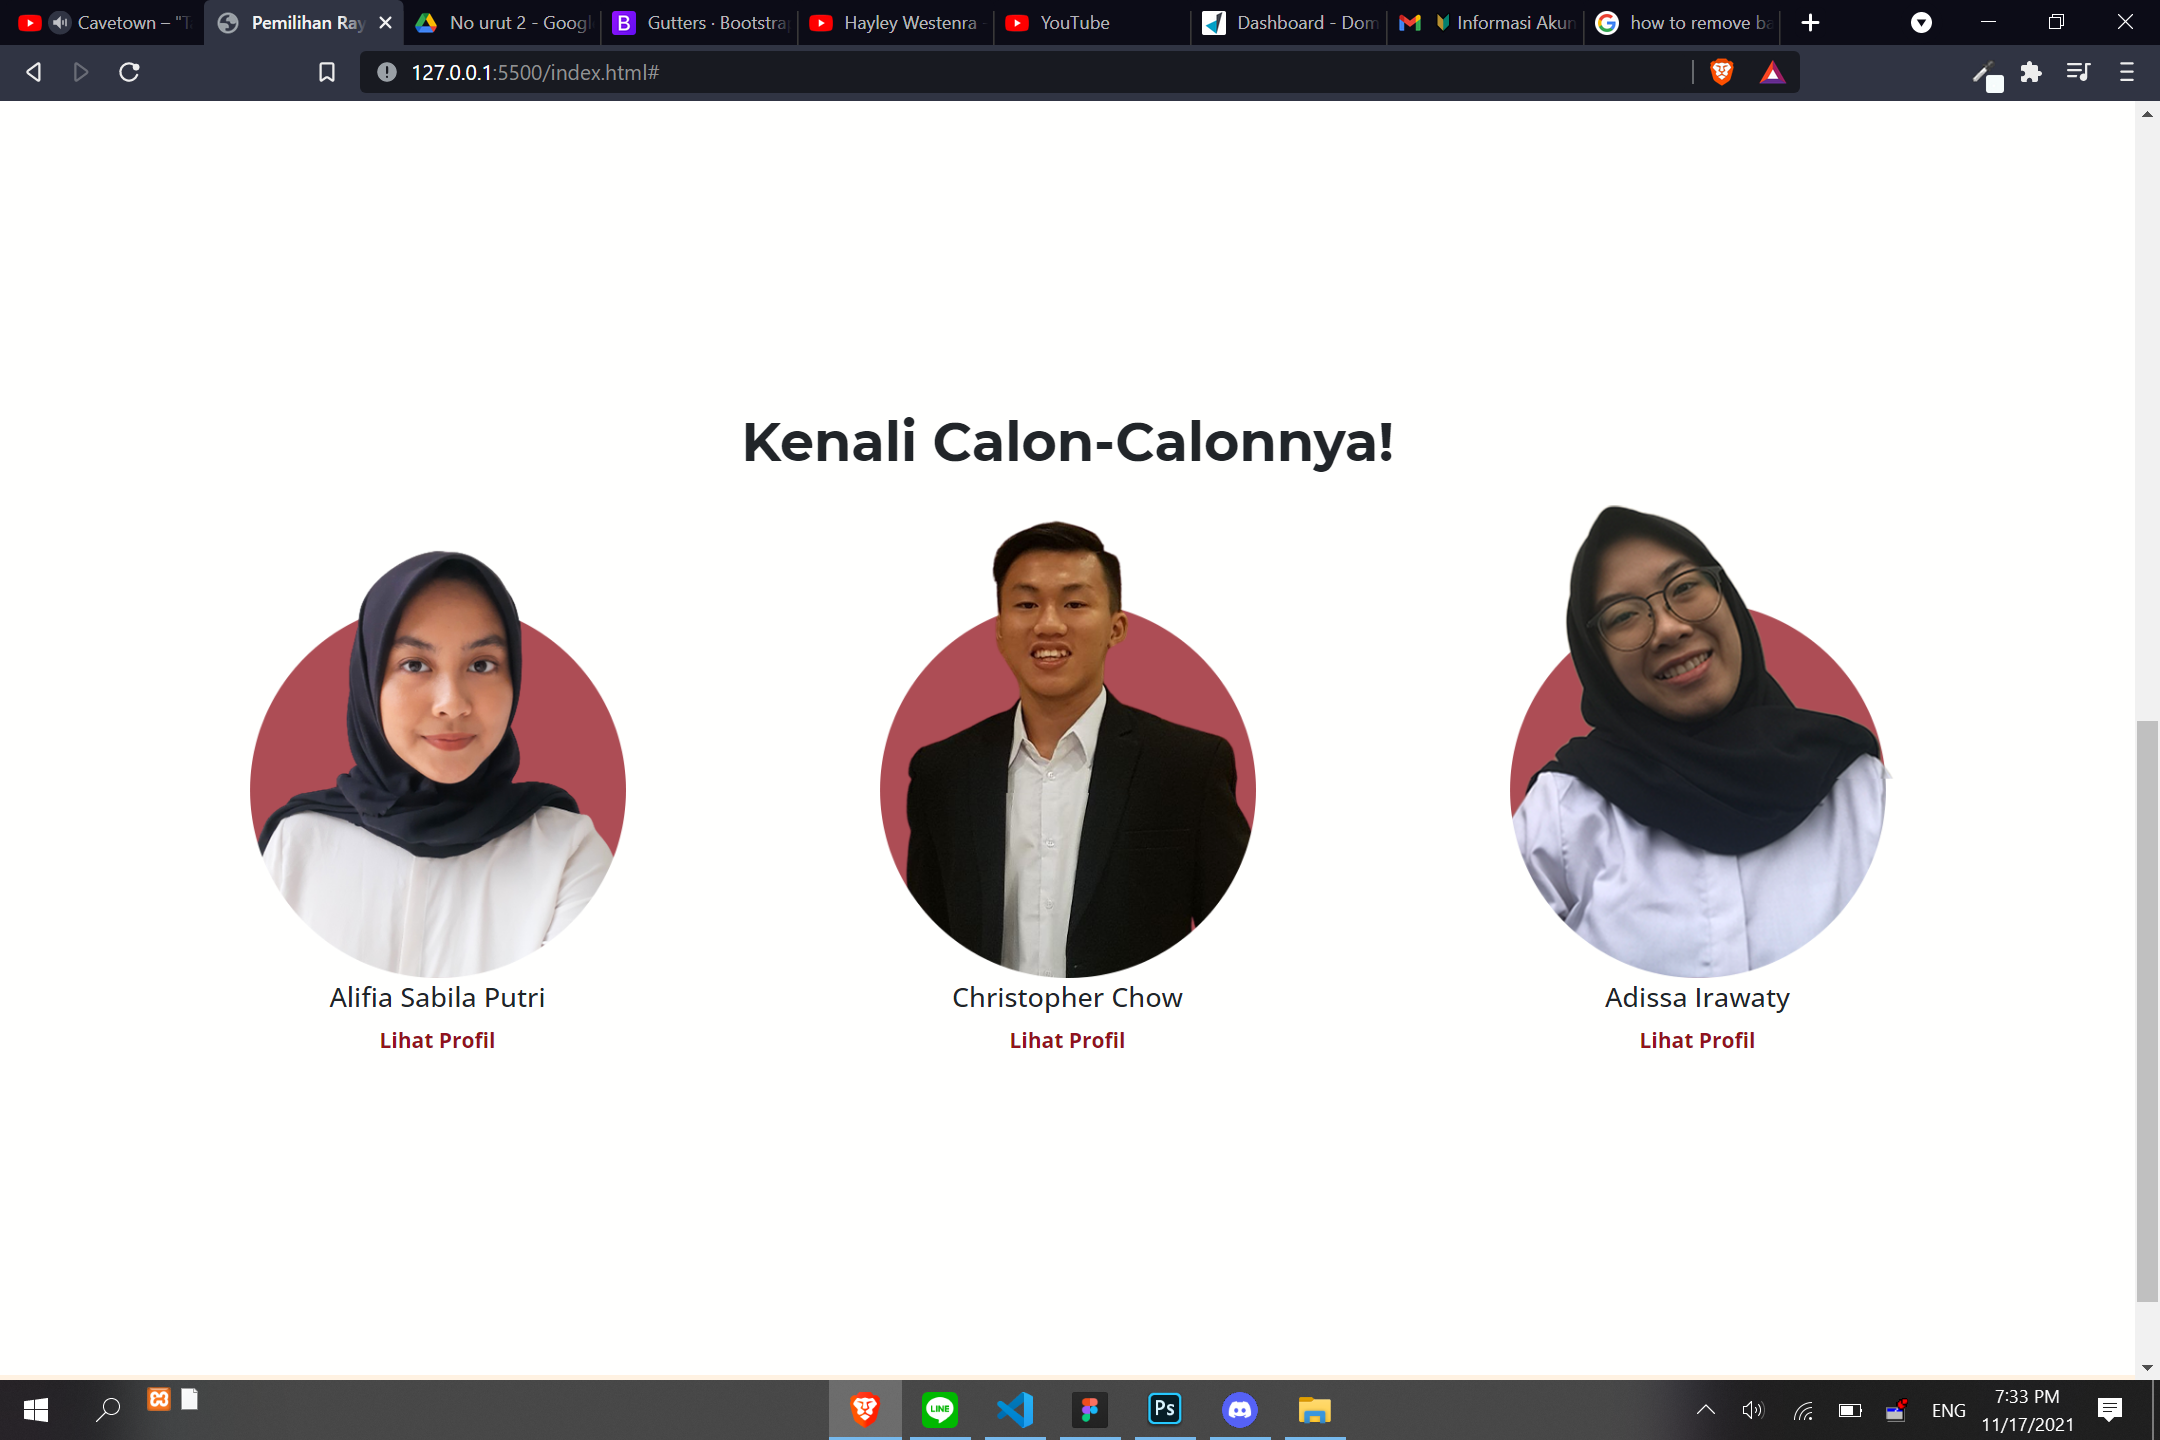 Cavetown – "T
Pemilihan Ray
No urut 2 - Googl
Gutters · Bootstra
Hayley Westenra -
YouTube
Dashboard - Dom
Informasi Akun
how to remove ba
127.0.0.1:5500/index.html#
Kenali Calon-Calonnya!
Alifia Sabila Putri
Lihat Profil
Christopher Chow
Lihat Profil
Adissa Irawaty
Lihat Profil
LINE
Ps
ENG
7:33 PM
11/17/2021